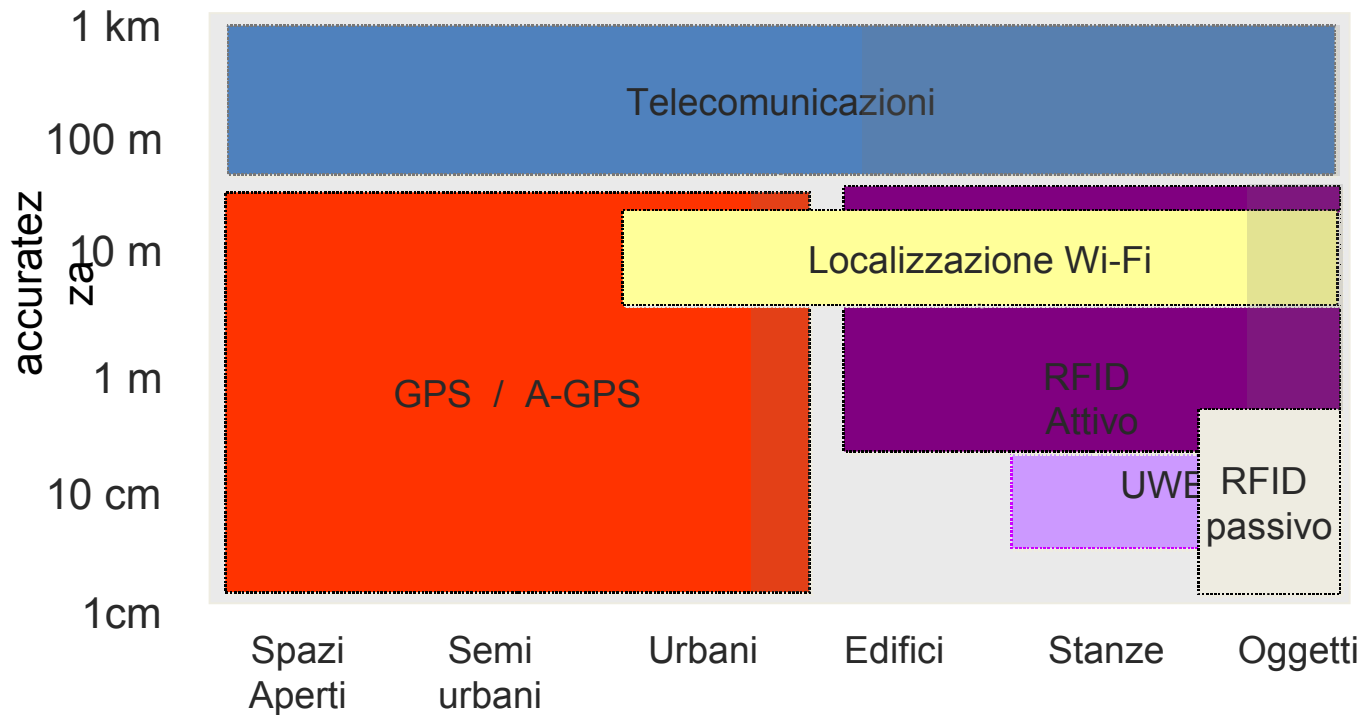 1 km
Telecomunicazioni
100 m
accuratez
za
10 m
Localizzazione Wi-Fi
1 m
GPS / A-GPS
RFID
Attivo
10 cm
UWB
RFID
passivo
1cm
Spazi
Aperti
Semi
urbani
Urbani
Edifici
Stanze
Oggetti